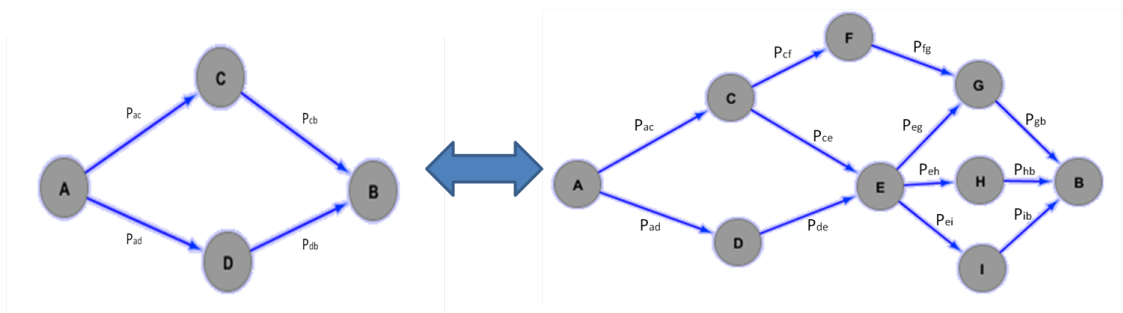 C
Pac
Pcb
A
B
Pad
Pdb
D
F
Pcf
Pfg
C
G
Pac
Pce
Peg
Pgb
A
E
Peh
H
Phb
B
Pad
Pde
Pei
Pib
D
I